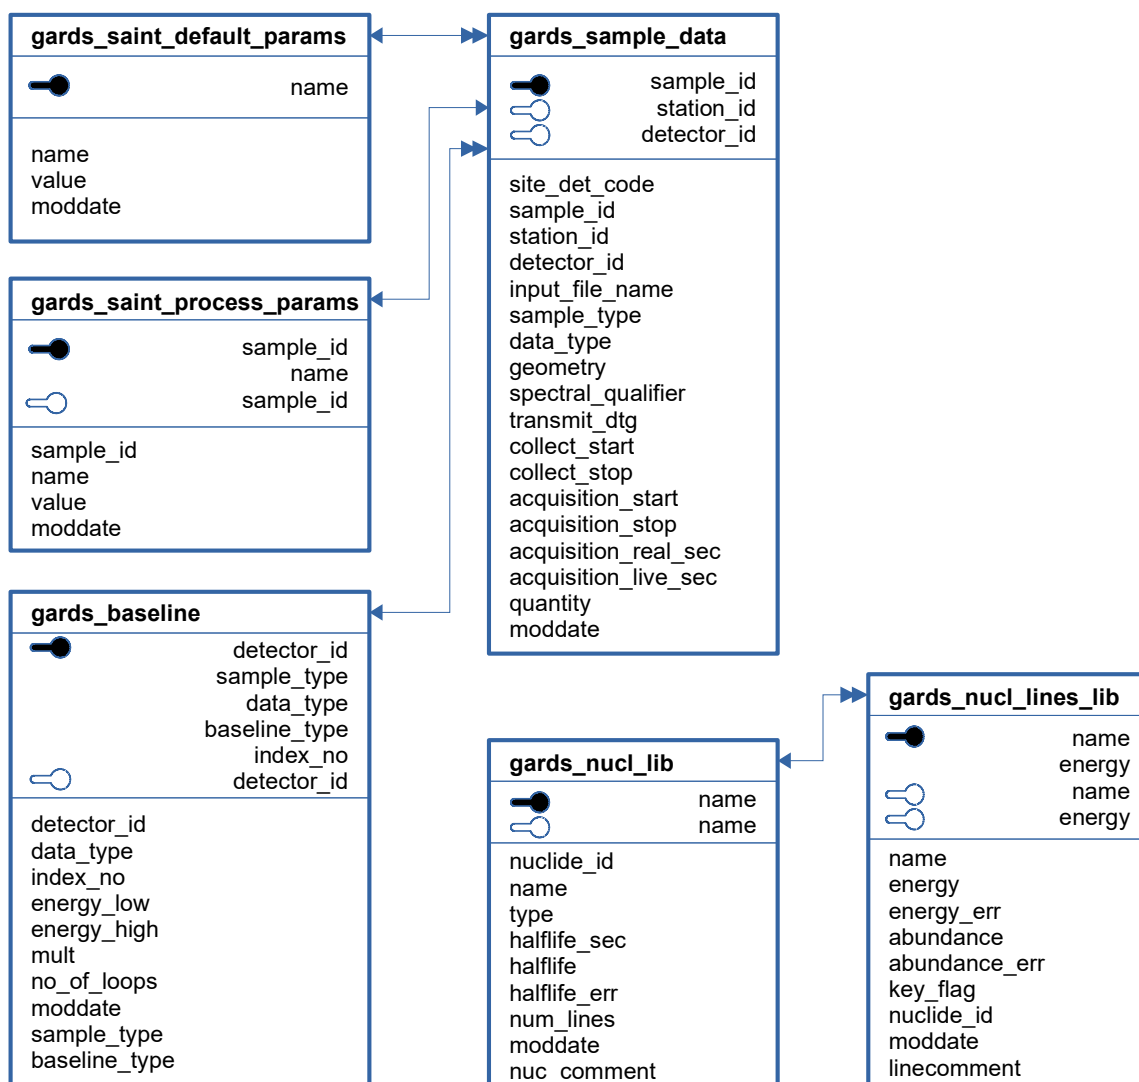 gards_saint_default_params
name
name
value
moddate
gards_saint_process_params
sample_id
name
sample_id
sample_id
name
value
moddate
gards_baseline
detector_id
sample_type
data_type
baseline_type
index_no
detector_id
detector_id
data_type
index_no
energy_low
energy_high
mult
no_of_loops
moddate
sample_type
baseline_type
gards_sample_data
sample_id
station_id
detector_id
site_det_code
sample_id
station_id
detector_id
input_file_name
sample_type
data_type
geometry
spectral_qualifier
transmit_dtg
collect_start
collect_stop
acquisition_start
acquisition_stop
acquisition_real_sec
acquisition_live_sec
quantity
moddate
gards_nucl_lib
name
name
nuclide_id
name
type
halflife_sec
halflife
halflife_err
num_lines
moddate
nuc_comment
gards_nucl_lines_lib
name
energy
name
energy
name
energy
energy_err
abundance
abundance_err
key_flag
nuclide_id
moddate
linecomment